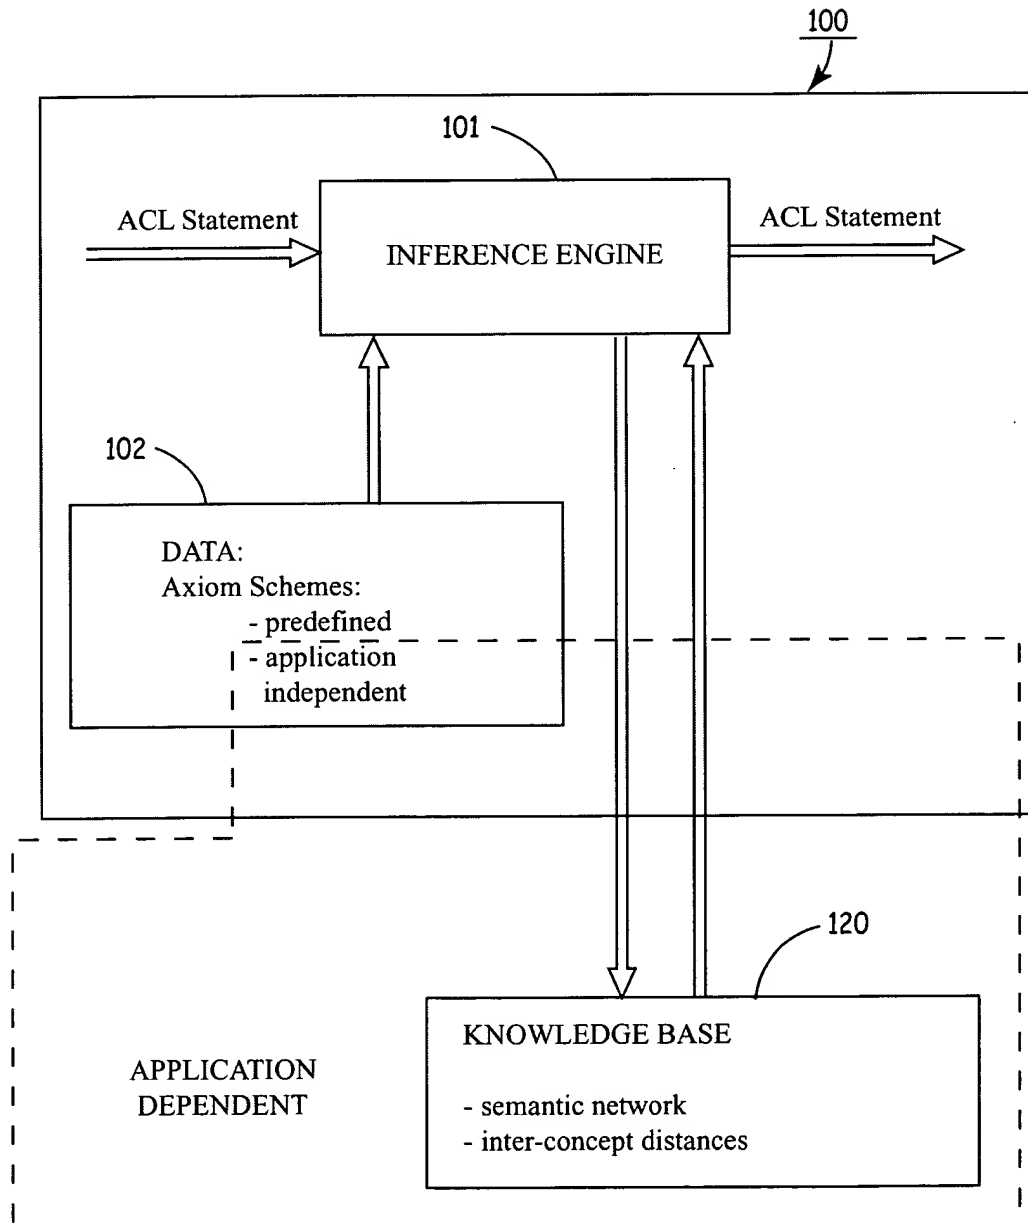 100
101
ACL Statement
ACL Statement
INFERENCE ENGINE
102
DATA:
Axiom Schemes:
- predefined
- application
independent
120
KNOWLEDGE BASE
APPLICATION
DEPENDENT
- semantic network
- inter-concept distances